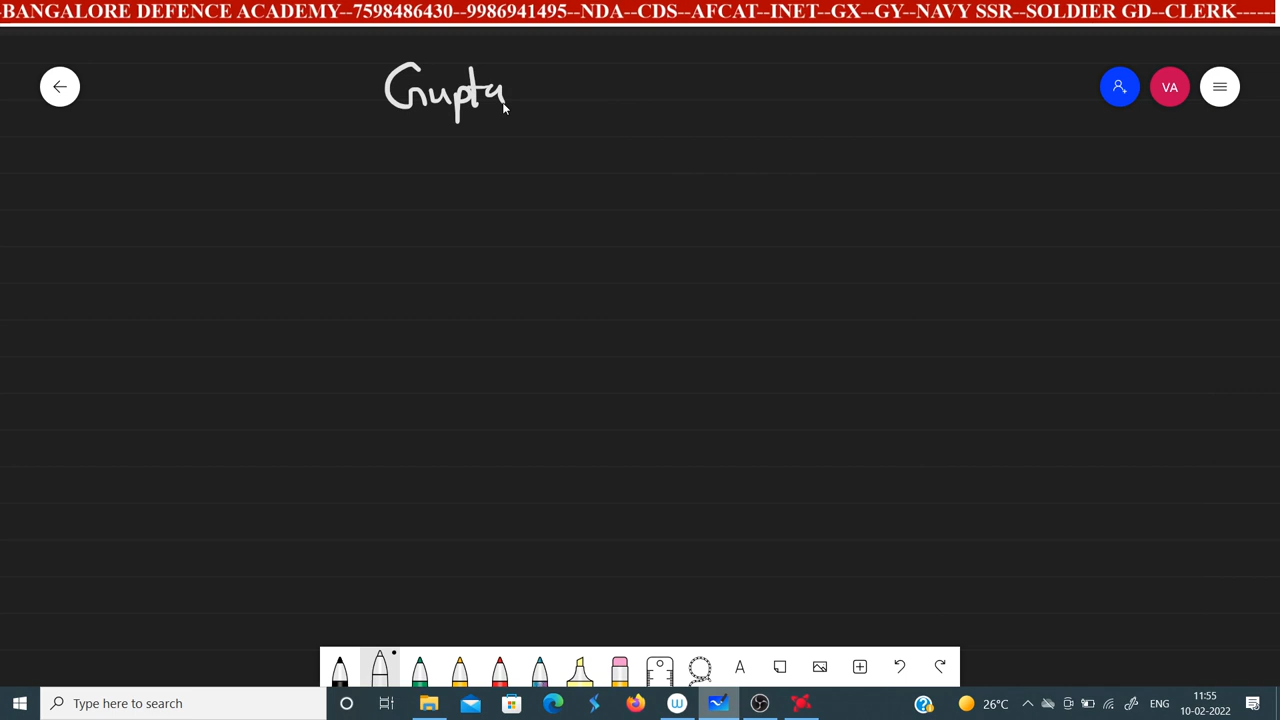 -BANGALORE DEFENCE ACADEMY--7598486430--9986941495--NDA--CDS--AFCAT--INET--GX--GY--NAVY SSR--SOLDIER GD--CLERK------
Gupta
VA
A
Type here to search
26°C
ENG
11:55
10-02-2022